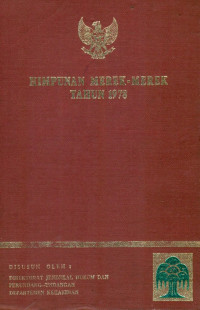 HIMPUNAN MEREK-MEREK
TAHUN 1978
DISUSUN OLEH :
DIREKTORAT JENDERAL HUKUM DAN
PERUNDANG-UNDANGAN
DEPARTEMEN KEHAKIMAN